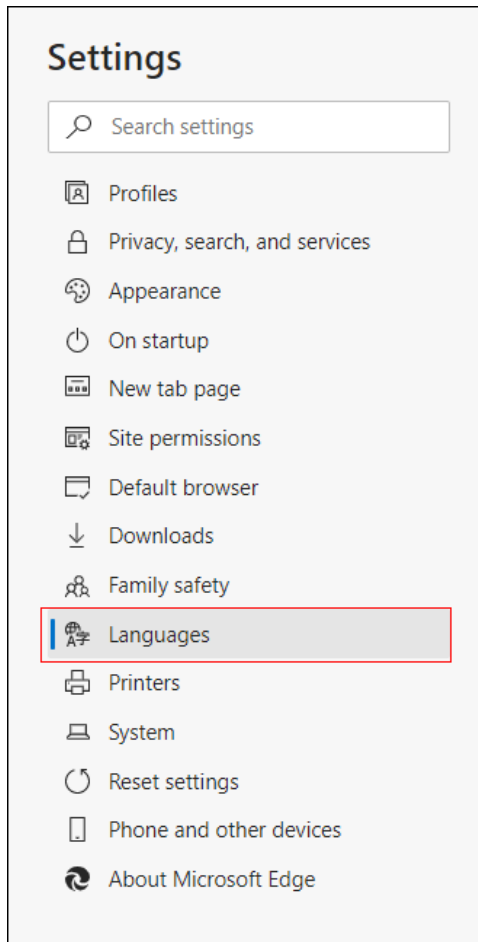 Settings
Search settings
Profiles
Privacy, search, and services
Appearance
On startup
New tab page
Site permissions
Default browser
Downloads
Family safety
Languages
Printers
System
Reset settings
Phone and other devices
About Microsoft Edge